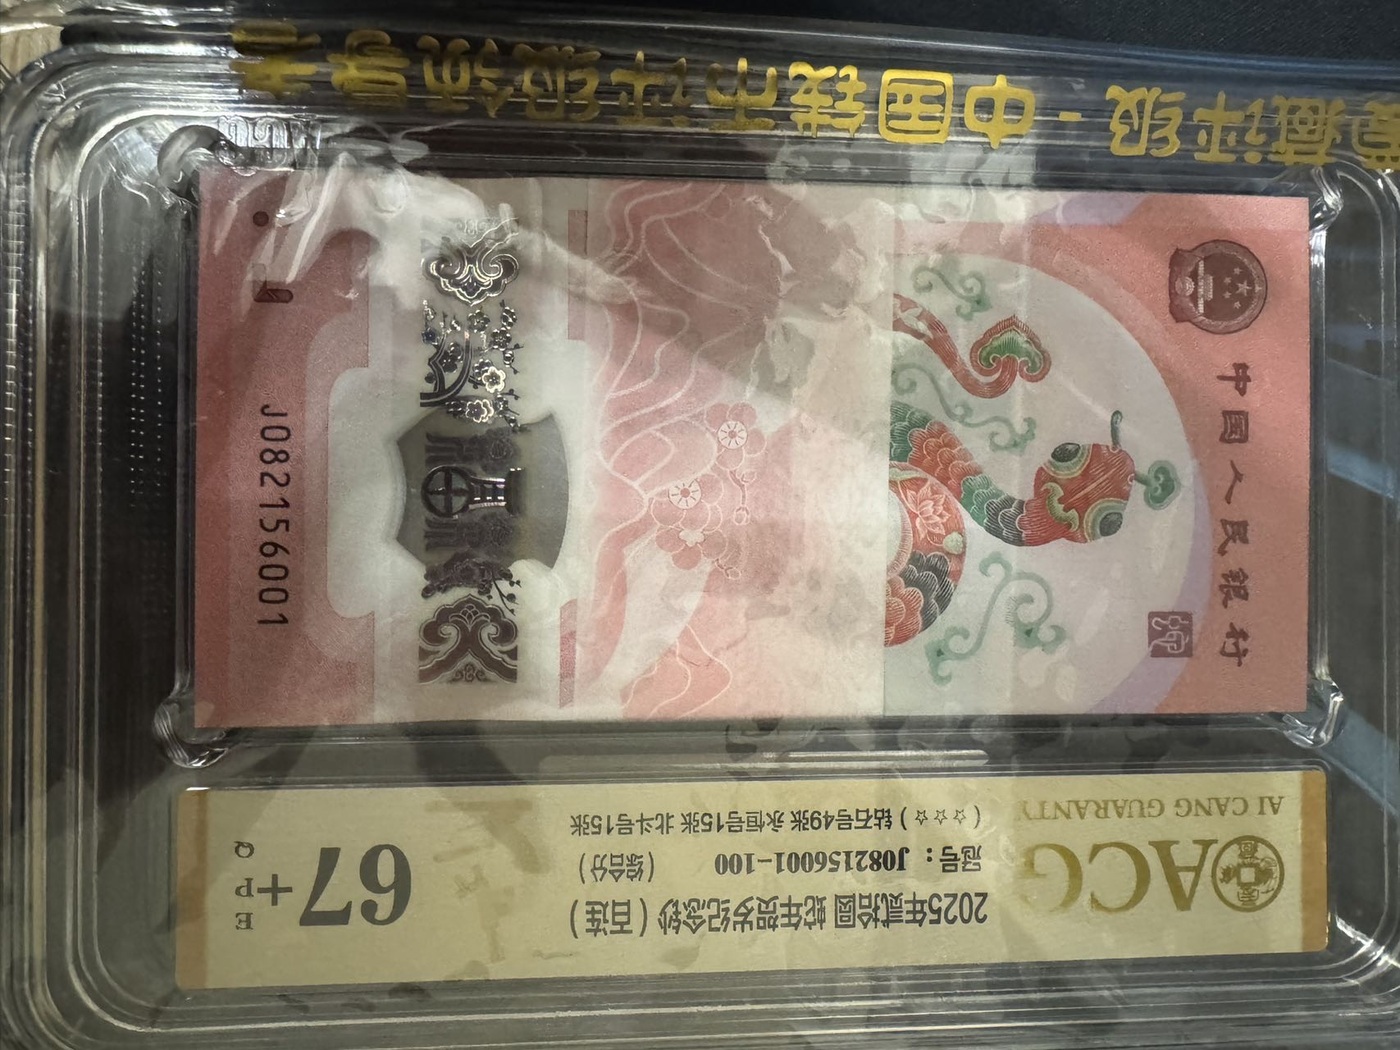 爱藏评级-中国钱币评级领导者
中国人民银行
J082156001
ACG
AI CANG GUARANTY
2025年贰拾圆 蛇年贺岁纪念钞（百连）
冠号：J082156001-100 （综合分）
（☆☆☆）钻石号49张 永恒号15张 北斗号15张
67+
E P Q